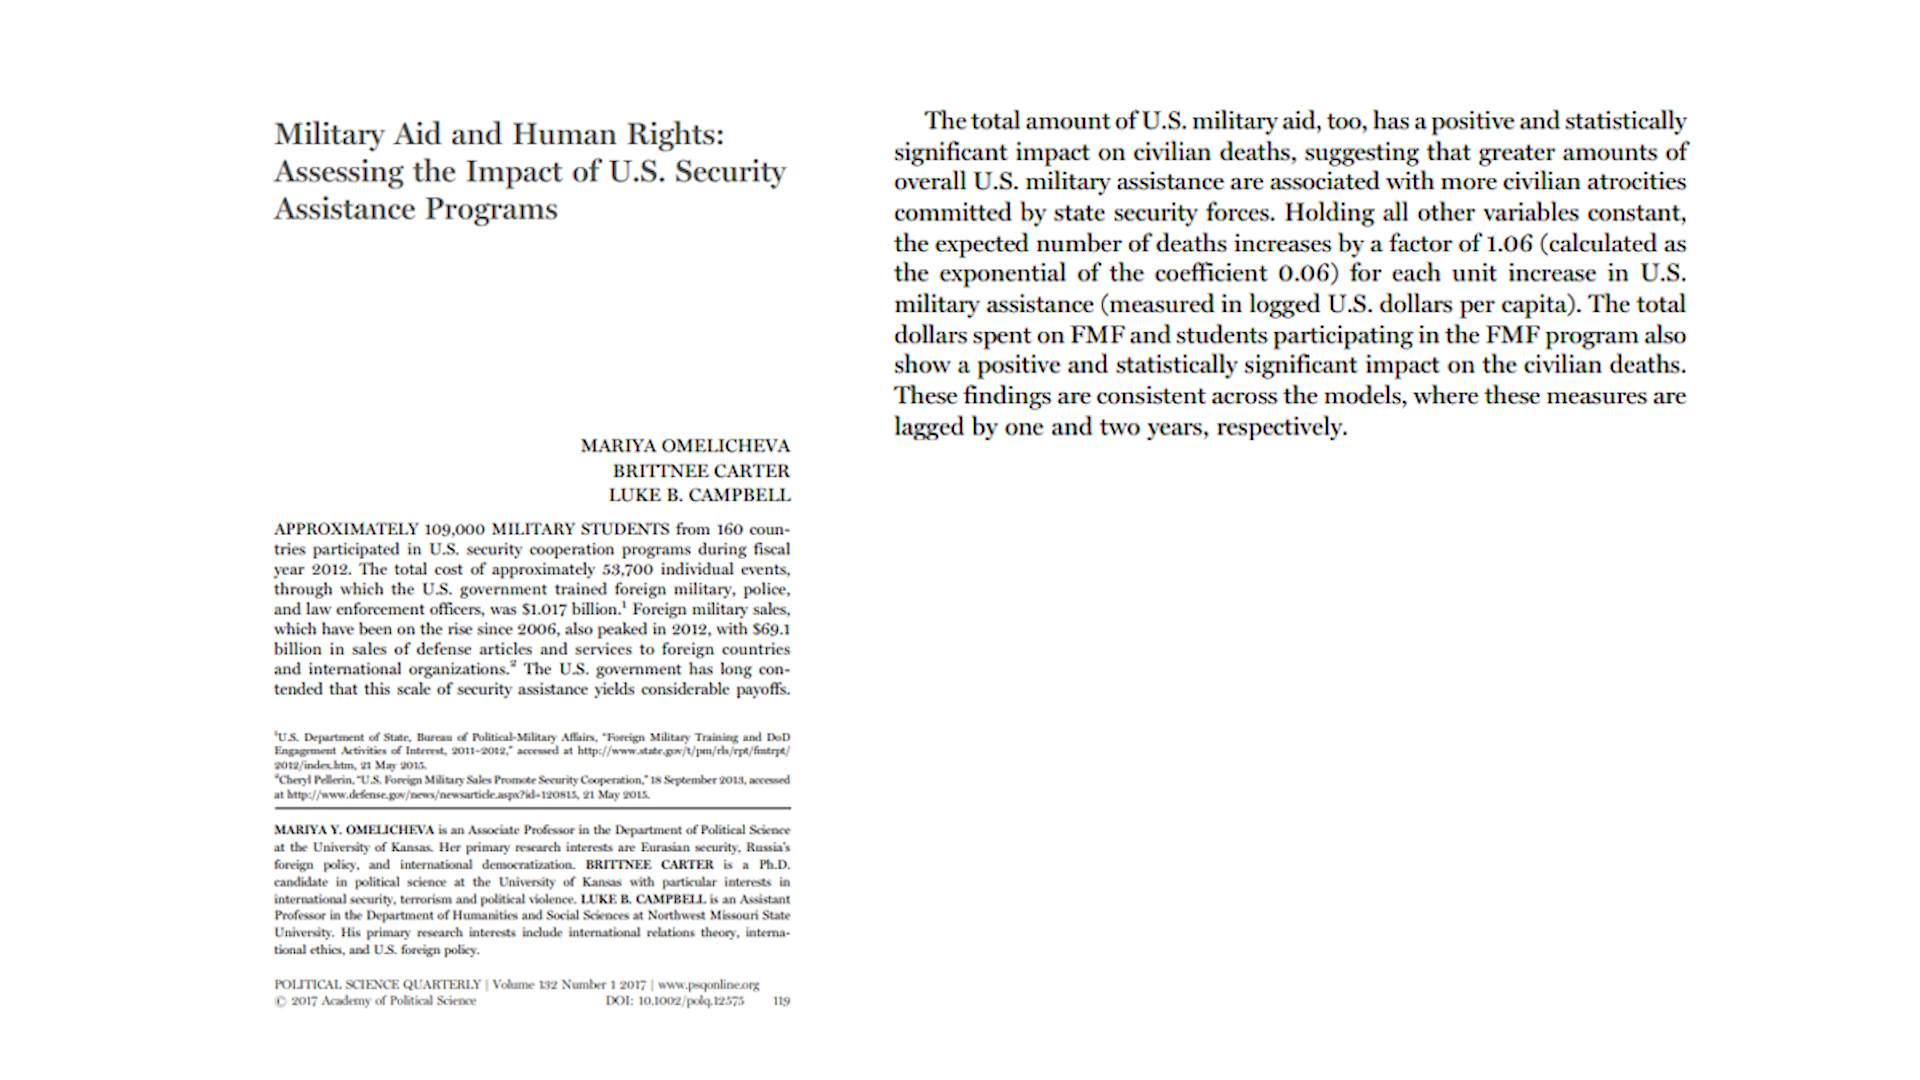 Military Aid and Human Rights:
Assessing the Impact of U.S. Security
Assistance Programs
MARIYA OMELICHEVA
BRITTNEE CARTER
LUKE B. CAMPBELL
APPROXIMATELY 109,000 MILITARY STUDENTS from 160 coun-
tries participated in U.S. security cooperation programs during fiscal
year 2012. The total cost of approximately 53,700 individual events,
through which the U.S. government trained foreign military, police,
and law enforcement officers, was $1.017 billion.¹ Foreign military sales,
which have been on the rise since 2006, also peaked in 2012, with $69.1
billion in sales of defense articles and services to foreign countries
and international organizations.² The U.S. government has long con-
tended that this scale of security assistance yields considerable payoffs.
¹U.S. Department of State, Bureau of Political-Military Affairs, "Foreign Military Training and DoD
Engagement Activities of Interest, 2011–2012," accessed at http://www.state.gov/t/pm/rls/rpt/fmtrpt/
2012/index.htm, 21 May 2015.
²Cheryl Pellerin, "U.S. Foreign Military Sales Promote Security Cooperation," 18 September 2013, accessed
at http://www.defense.gov/news/newsarticle.aspx?id=120815, 21 May 2015.
MARIYA Y. OMELICHEVA is an Associate Professor in the Department of Political Science
at the University of Kansas. Her primary research interests are Eurasian security, Russia's
foreign policy, and international democratization. BRITTNEE CARTER is a Ph.D.
candidate in political science at the University of Kansas with particular interests in
international security, terrorism and political violence. LUKE B. CAMPBELL is an Assistant
Professor in the Department of Humanities and Social Sciences at Northwest Missouri State
University. His primary research interests include international relations theory, interna-
tional ethics, and U.S. foreign policy.
POLITICAL SCIENCE QUARTERLY | Volume 132 Number 1 2017 | www.psqonline.org
© 2017 Academy of Political Science DOI: 10.1002/polq.12575 119
The total amount of U.S. military aid, too, has a positive and statistically
significant impact on civilian deaths, suggesting that greater amounts of
overall U.S. military assistance are associated with more civilian atrocities
committed by state security forces. Holding all other variables constant,
the expected number of deaths increases by a factor of 1.06 (calculated as
the exponential of the coefficient 0.06) for each unit increase in U.S.
military assistance (measured in logged U.S. dollars per capita). The total
dollars spent on FMF and students participating in the FMF program also
show a positive and statistically significant impact on the civilian deaths.
These findings are consistent across the models, where these measures are
lagged by one and two years, respectively.